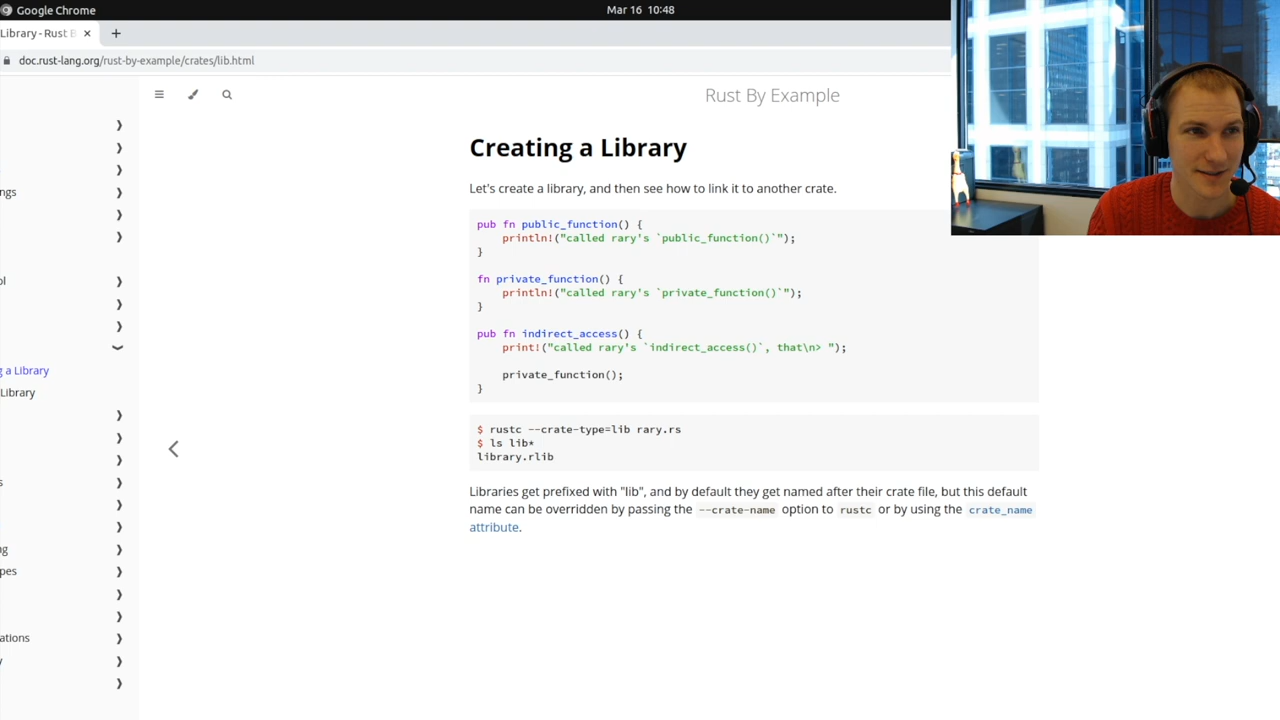 Google Chrome
Mar 16 10:48
Library - Rust B
doc.rust-lang.org/rust-by-example/crates/lib.html
Rust By Example
ngs
ol
g a Library
Library
s
ng
pes
ations
y
Creating a Library
Let's create a library, and then see how to link it to another crate.
pub fn public_function() {
println!("called rary's `public_function()`");
}
fn private_function() {
println!("called rary's `private_function()`");
}
pub fn indirect_access() {
print!("called rary's `indirect_access()`, that\n> ");
private_function();
}
$ rustc --crate-type=lib rary.rs
$ ls lib*
library.rlib
Libraries get prefixed with "lib", and by default they get named after their crate file, but this default
name can be overridden by passing the --crate-name option to rustc or by using the crate_name
attribute.